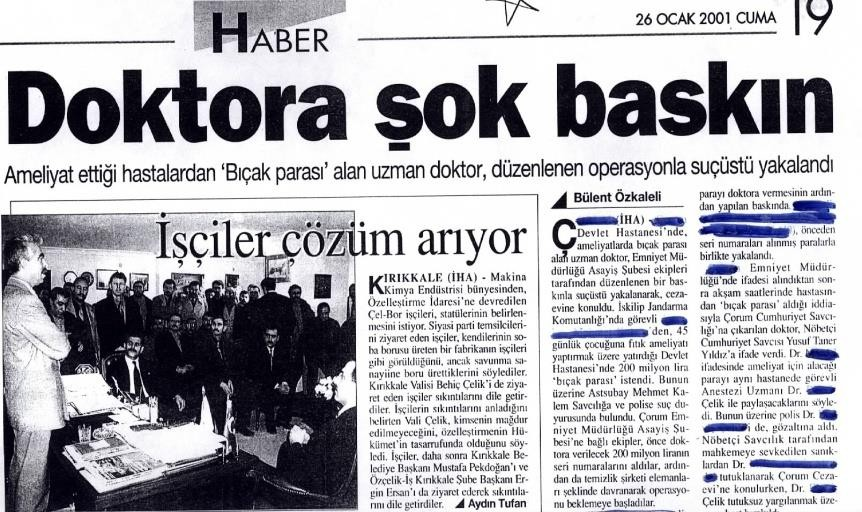 HABER
26 OCAK 2001 CUMA
19
Doktora şok baskın
Ameliyat ettiği hastalardan 'Bıçak parası' alan uzman doktor, düzenlenen operasyonla suçüstü yakalandı
İşçiler çözüm arıyor
KIRIKKALE (İHA) - Makina
Kimya Endüstrisi bünyesinden,
Özelleştirme İdaresi'ne devredilen
Çel-Bor işçileri, statülerinin belirlen-
mesini istiyor. Siyasi parti temsilcileri-
ni ziyaret eden işçiler, kendilerinin so-
ba borusu üreten bir fabrikanın işçileri
gibi görüldüğünü, ancak savunma sa-
nayiine boru ürettiklerini söylediler.
Kırıkkale Valisi Behiç Çelik'i de ziya-
ret eden işçiler sıkıntılarını dile getir-
diler. İşçilerin sıkıntılarını anladığını
belirten Vali Çelik, kimsenin mağdur
edilmeyeceğini, özelleştirmenin Hü-
kümet'in tasarrufunda olduğunu söy-
ledi. İşçiler, daha sonra Kırıkkale Be-
lediye Başkanı Mustafa Pekdoğan'ı ve
Özçelik-İş Kırıkkale Şube Başkanı Er-
gin Ersan'ı da ziyaret ederek sıkıntıla-
rını dile getirdiler. Aydın Tufan
Bülent Özkaleli
Ç (İHA) -
Devlet Hastanesi'nde,
ameliyatlarda bıçak parası
alan uzman doktor, Emniyet Mü-
dürlüğü Asayiş Şubesi ekipleri
tarafından düzenlenen bir bas-
kınla suçüstü yakalanarak, ceza-
evine konuldu. İskilip Jandarma
Komutanlığı'nda görevli
'den, 45
günlük çocuğuna fıtık ameliyatı
yaptırmak üzere yatırdığı Devlet
Hastanesi'nde 200 milyon lira
'bıçak parası' istendi. Bunun
üzerine Astsubay Mehmet Ka-
lem Savcılığa ve polise suç du-
yurusunda bulundu. Çorum Em-
niyet Müdürlüğü Asayiş Şu-
besi'ne bağlı ekipler, önce dok-
tora verilecek 200 milyon liranın
seri numaralarını aldılar, ardın-
dan da temizlik şirketi elemanla-
rı şeklinde davranarak operasyo-
nu beklemeye başladılar.
parayı doktora vermesinin ardın-
dan yapılan baskında.
), önceden
seri numaraları alınmış paralarla
birlikte yakalandı.
Emniyet Müdür-
lüğü'nde ifadesi alındıktan son-
ra akşam saatlerinde hastasın-
dan 'bıçak parası' aldığı iddia-
sıyla Çorum Cumhuriyet Savcı-
lığı'na çıkarılan doktor, Nöbetçi
Cumhuriyet Savcısı Yusuf Taner
Yıldız'a ifade verdi. Dr.
ifadesinde ameliyat için alacağı
parayı aynı hastanede görevli
Anestezi Uzmanı Dr.
Çelik ile paylaşacaklarını söyle-
di. Bunun üzerine polis Dr.
i de, gözaltına aldı.
Nöbetçi Savcılık tarafından
mahkemeye sevkedilen sanık-
lardan Dr.
tutuklanarak Çorum Ceza-
evi'ne konulurken, Dr.
Çelik tutuksuz yargılanmak üze-